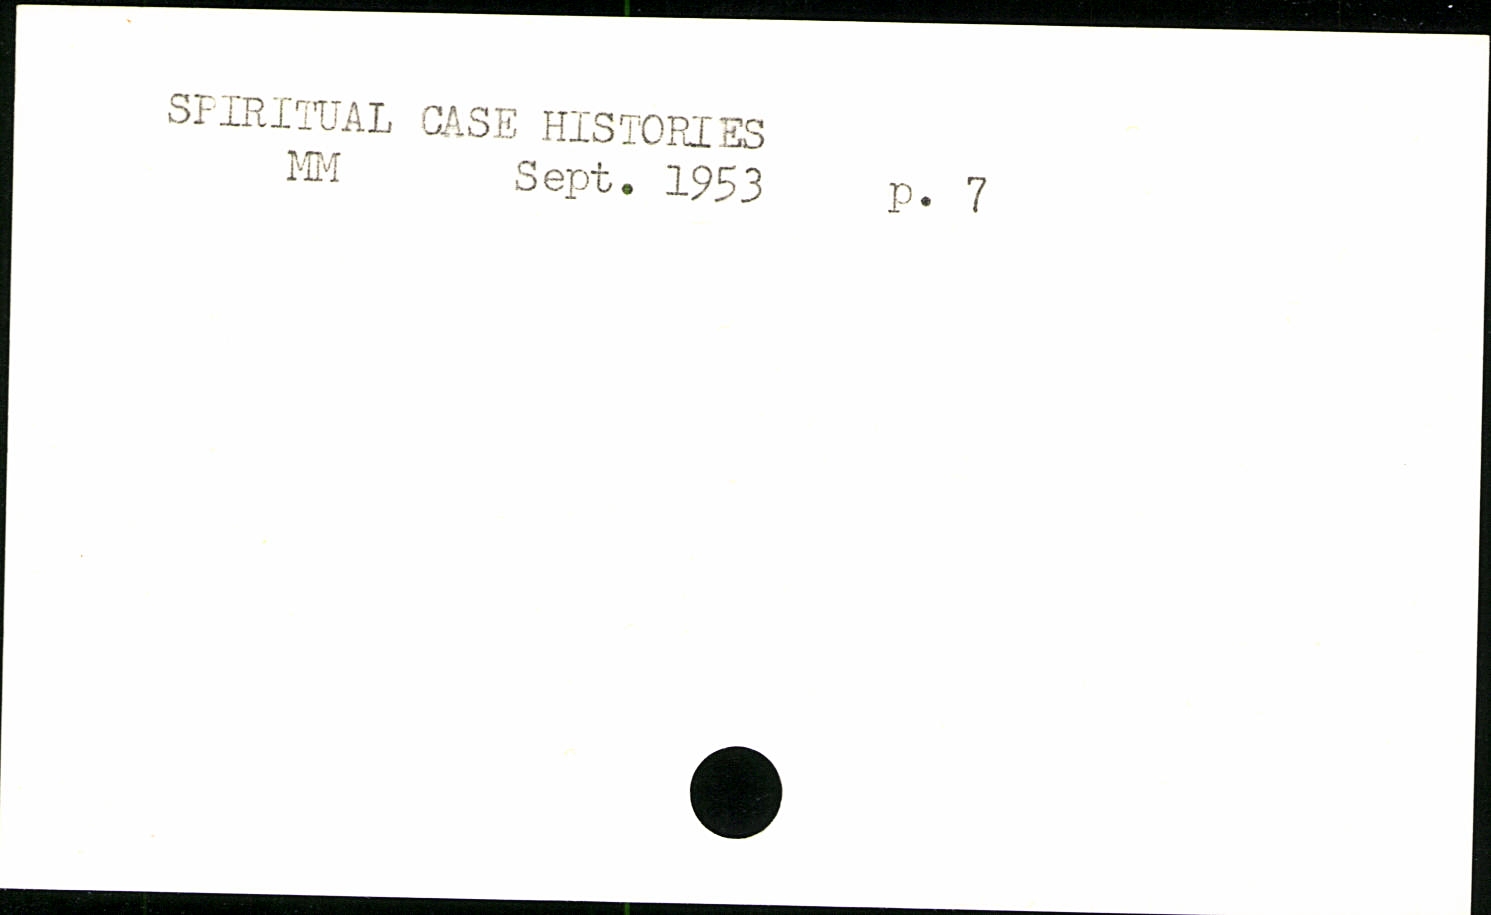 SPIRITUAL CASE HISTORIES
MM Sept. 1953 p. 7